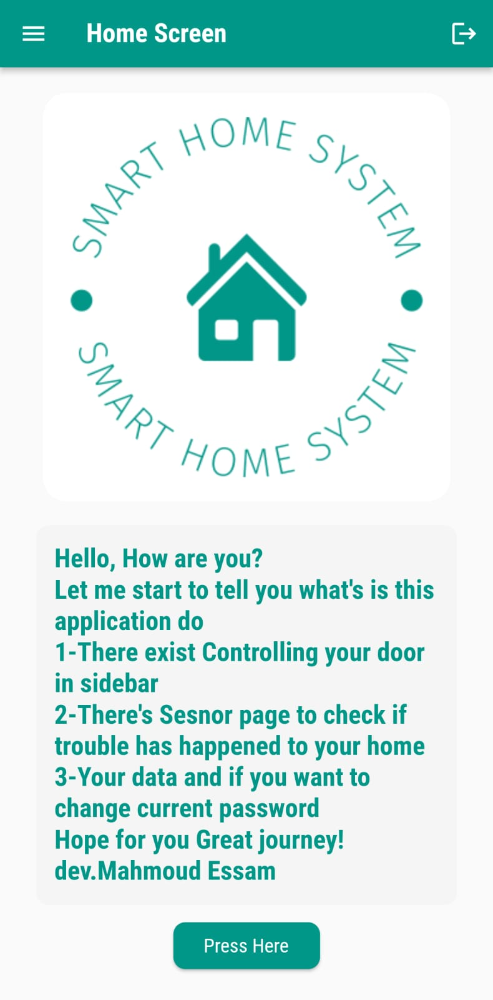 Home Screen
SMART HOME SYSTEM
SMART HOME SYSTEM
Hello, How are you?
Let me start to tell you what's is this
application do
1-There exist Controlling your door
in sidebar
2-There's Sesnor page to check if
trouble has happened to your home
3-Your data and if you want to
change current password
Hope for you Great journey!
dev.Mahmoud Essam
Press Here